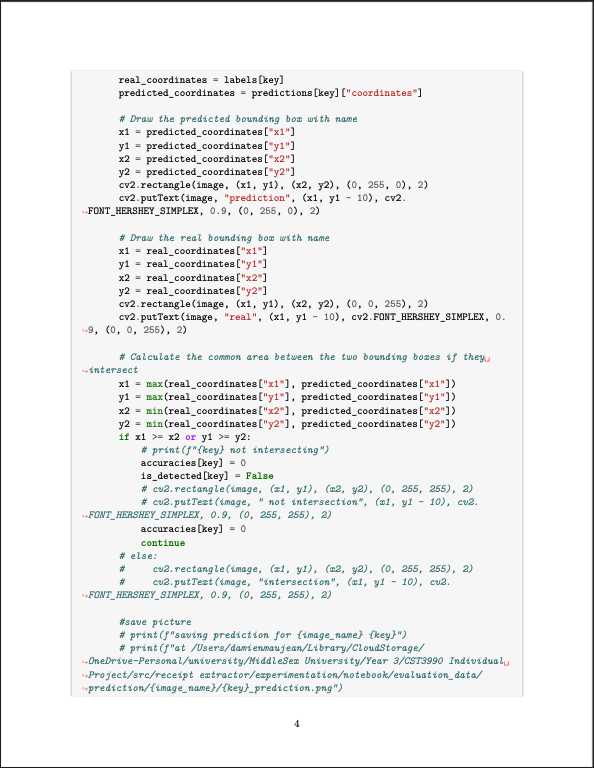 real_coordinates = labels[key]
predicted_coordinates = predictions[key]["coordinates"]
# Draw the predicted bounding box with name
x1 = predicted_coordinates["x1"]
y1 = predicted_coordinates["y1"]
x2 = predicted_coordinates["x2"]
y2 = predicted_coordinates["y2"]
cv2.rectangle(image, (x1, y1), (x2, y2), (0, 255, 0), 2)
cv2.putText(image, "prediction", (x1, y1 - 10), cv2.
↪FONT_HERSHEY_SIMPLEX, 0.9, (0, 255, 0), 2)
# Draw the real bounding box with name
x1 = real_coordinates["x1"]
y1 = real_coordinates["y1"]
x2 = real_coordinates["x2"]
y2 = real_coordinates["y2"]
cv2.rectangle(image, (x1, y1), (x2, y2), (0, 0, 255), 2)
cv2.putText(image, "real", (x1, y1 - 10), cv2.FONT_HERSHEY_SIMPLEX, 0.
↪9, (0, 0, 255), 2)
# Calculate the common area between the two bounding boxes if they␣
↪intersect
x1 = max(real_coordinates["x1"], predicted_coordinates["x1"])
y1 = max(real_coordinates["y1"], predicted_coordinates["y1"])
x2 = min(real_coordinates["x2"], predicted_coordinates["x2"])
y2 = min(real_coordinates["y2"], predicted_coordinates["y2"])
if x1 >= x2 or y1 >= y2:
# print(f"{key} not intersecting")
accuracies[key] = 0
is_detected[key] = False
# cv2.rectangle(image, (x1, y1), (x2, y2), (0, 255, 255), 2)
# cv2.putText(image, " not intersection", (x1, y1 - 10), cv2.
↪FONT_HERSHEY_SIMPLEX, 0.9, (0, 255, 255), 2)
accuracies[key] = 0
continue
# else:
#     cv2.rectangle(image, (x1, y1), (x2, y2), (0, 255, 255), 2)
#     cv2.putText(image, "intersection", (x1, y1 - 10), cv2.
↪FONT_HERSHEY_SIMPLEX, 0.9, (0, 255, 255), 2)
#save picture
# print(f"saving prediction for {image_name} {key}")
# print(f"at /Users/damienmaujean/Library/CloudStorage/
↪OneDrive-Personal/university/MiddleSex University/Year 3/CST3990 Individual␣
↪Project/src/receipt extractor/experimentation/notebook/evaluation_data/
↪prediction/{image_name}/{key}_prediction.png")
4